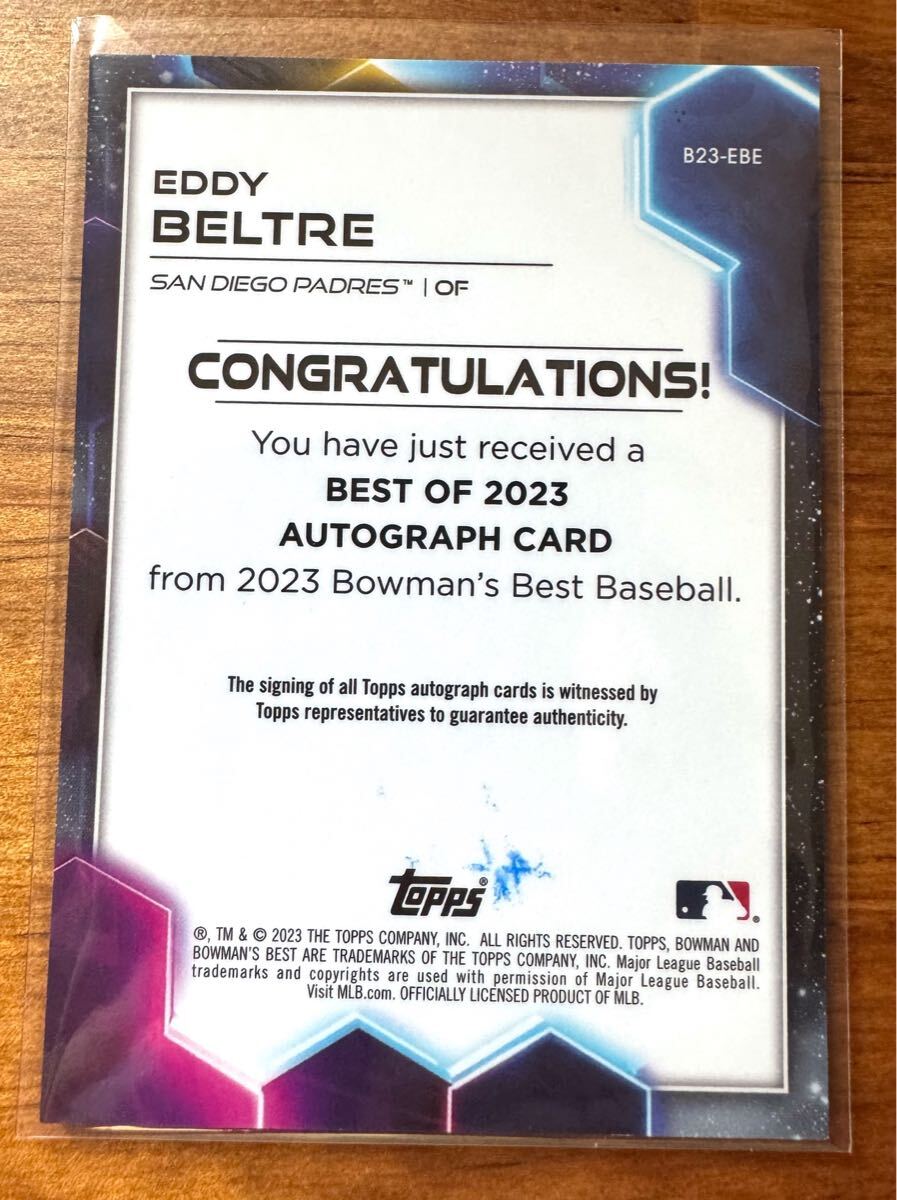 B23-EBE
EDDY
BELTRE
SAN DIEGO PADRES™ | OF
CONGRATULATIONS!
You have just received a
BEST OF 2023
AUTOGRAPH CARD
from 2023 Bowman's Best Baseball.
The signing of all Topps autograph cards is witnessed by
Topps representatives to guarantee authenticity.
Topps®
®
®, TM & © 2023 THE TOPPS COMPANY, INC. ALL RIGHTS RESERVED. TOPPS, BOWMAN AND
BOWMAN'S BEST ARE TRADEMARKS OF THE TOPPS COMPANY, INC. Major League Baseball
trademarks and copyrights are used with permission of Major League Baseball.
Visit MLB.com. OFFICIALLY LICENSED PRODUCT OF MLB.